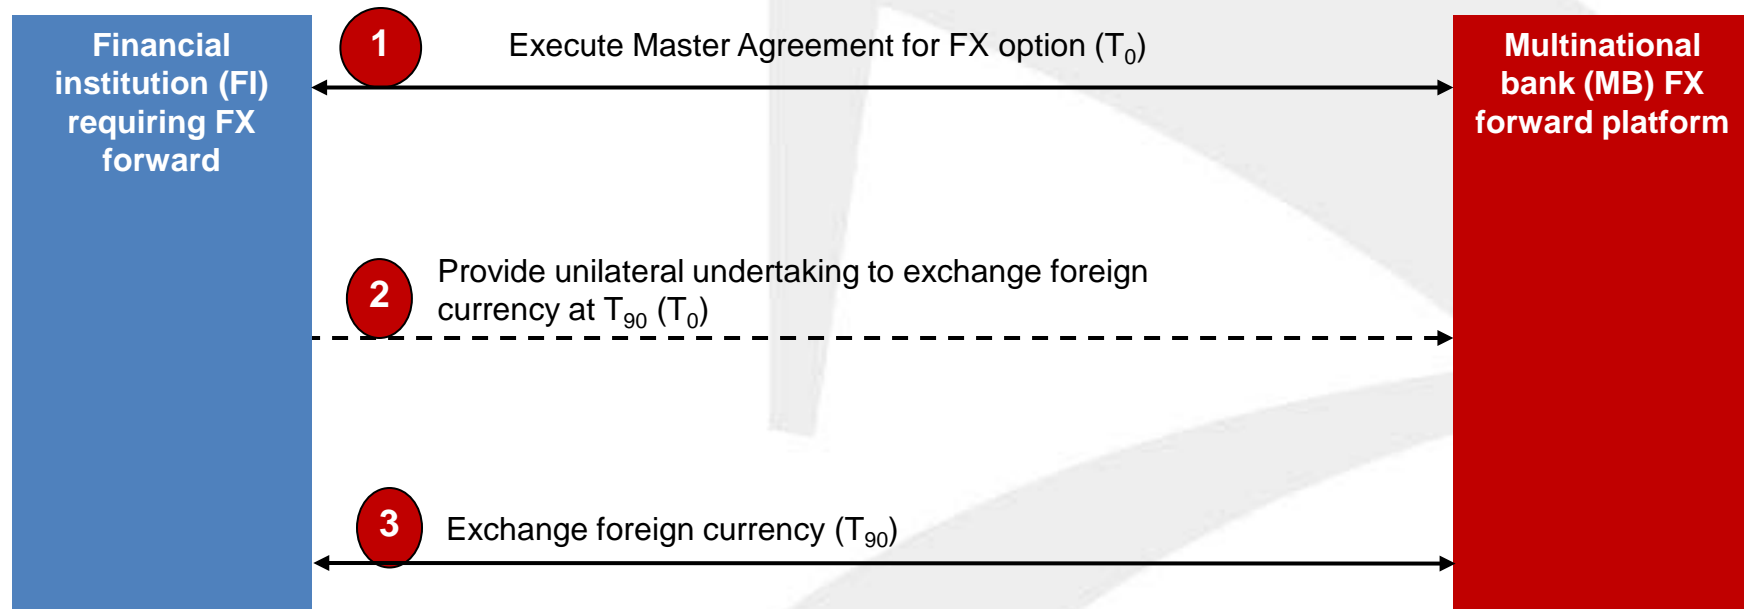 Financial
institution (FI)
requiring FX
forward
1
Execute Master Agreement for FX option (T0)
Multinational
bank (MB) FX
forward platform
2
Provide unilateral undertaking to exchange foreign
currency at T90 (T0)
3
Exchange foreign currency (T90)